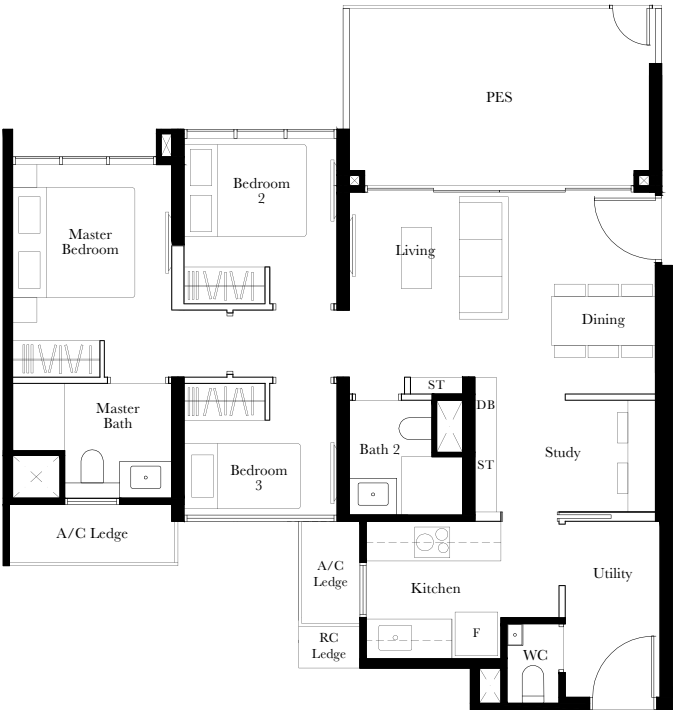 PES
Bedroom
2
Master
Bedroom
Living
Dining
ST
DB
Master
Bath
Bath 2
Study
ST
Bedroom
3
A/C Ledge
A/C
Ledge
Kitchen
Utility
RC
Ledge
F
WC